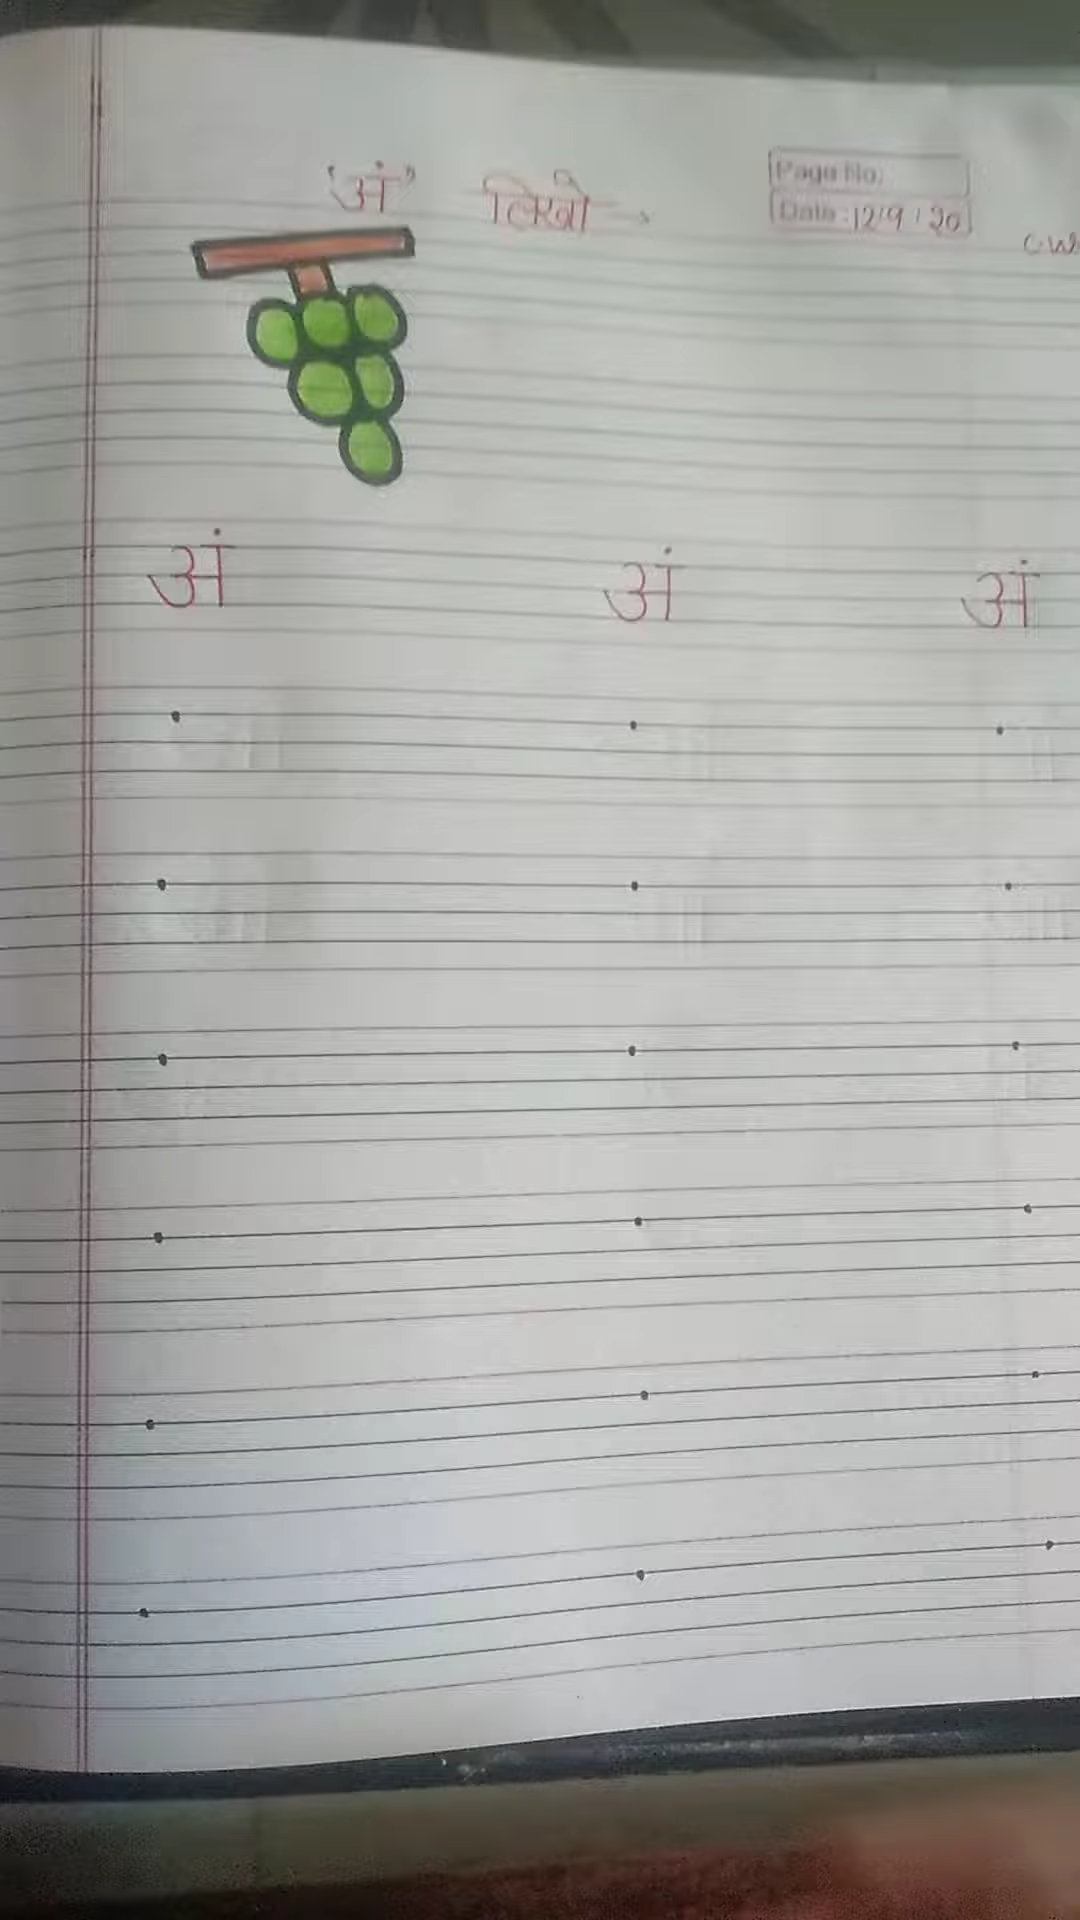 "अं" लिखो →
Page No.
Date: 12/9/20
C.W
अं अं अं